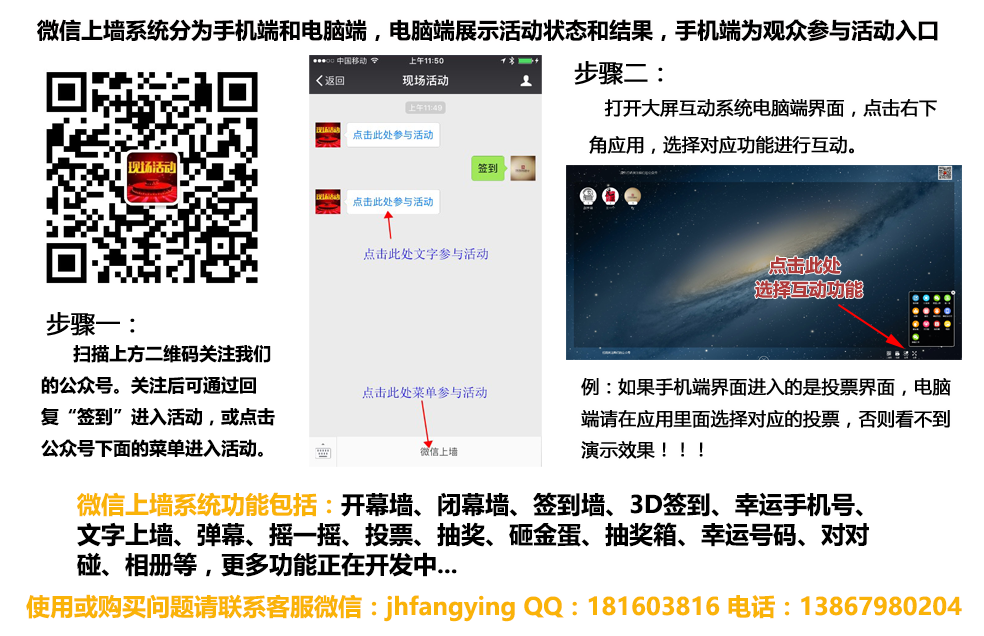 微信上墙系统分为手机端和电脑端，电脑端展示活动状态和结果，手机端为观众参与活动入口
现场活动
步骤一：
扫描上方二维码关注我们
的公众号。关注后可通过回
复“签到”进入活动，或点击
公众号下面的菜单进入活动。
中国移动
上午11:50
返回
现场活动
上午11:49
现场活动
点击此处参与活动
签到
现场活动
点击此处参与活动
点击此处文字参与活动
点击此处菜单参与活动
微信上墙
步骤二：
打开大屏互动系统电脑端界面，点击右下
角应用，选择对应功能进行互动。
点击此处
选择互动功能
例：如果手机端界面进入的是投票界面，电脑
端请在应用里面选择对应的投票，否则看不到
演示效果！！！
微信上墙系统功能包括：开幕墙、闭幕墙、签到墙、3D签到、幸运手机号、
文字上墙、弹幕、摇一摇、投票、抽奖、砸金蛋、抽奖箱、幸运号码、对对
碰、相册等，更多功能正在开发中...
使用或购买问题请联系客服微信：jhfangying QQ：181603816 电话：13867980204